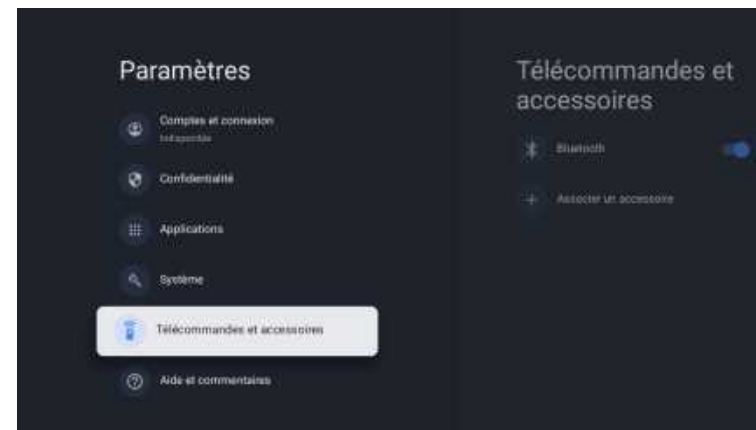 Paramètres
Comptes et connexion
Indisponible
Confidentialité
Applications
Système
Télécommandes et accessoires
Aide et commentaires
Télécommandes et
accessoires
Bluetooth
Associer un accessoire